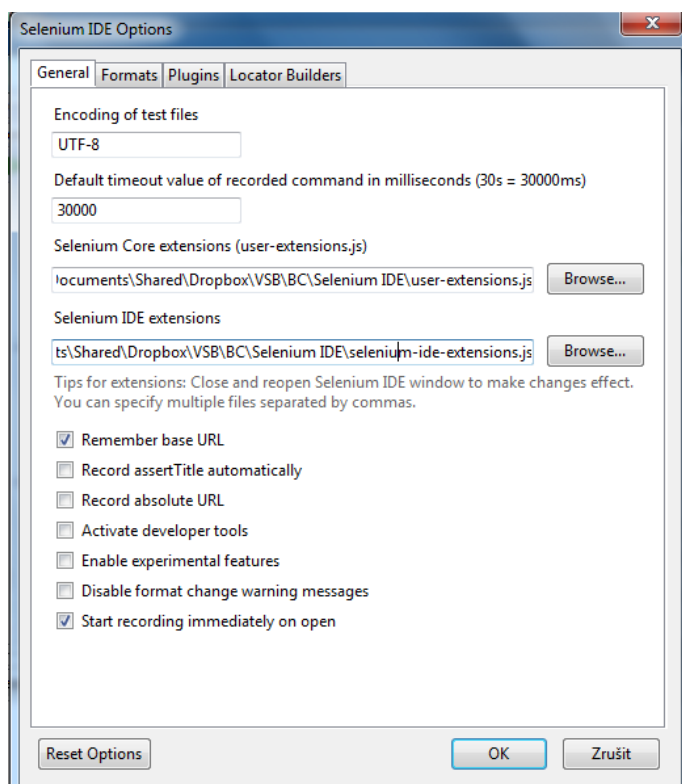 Selenium IDE Options
General Formats Plugins Locator Builders
Encoding of test files
UTF-8
Default timeout value of recorded command in milliseconds (30s = 30000ms)
30000
Selenium Core extensions (user-extensions.js)
ocuments\Shared\Dropbox\VSB\BC\Selenium IDE\user-extensions.js Browse...
Selenium IDE extensions
ts\Shared\Dropbox\VSB\BC\Selenium IDE\selenium-ide-extensions.js Browse...
Tips for extensions: Close and reopen Selenium IDE window to make changes effect.
You can specify multiple files separated by commas.
Remember base URL
Record assertTitle automatically
Record absolute URL
Activate developer tools
Enable experimental features
Disable format change warning messages
Start recording immediately on open
Reset Options OK Zrušit